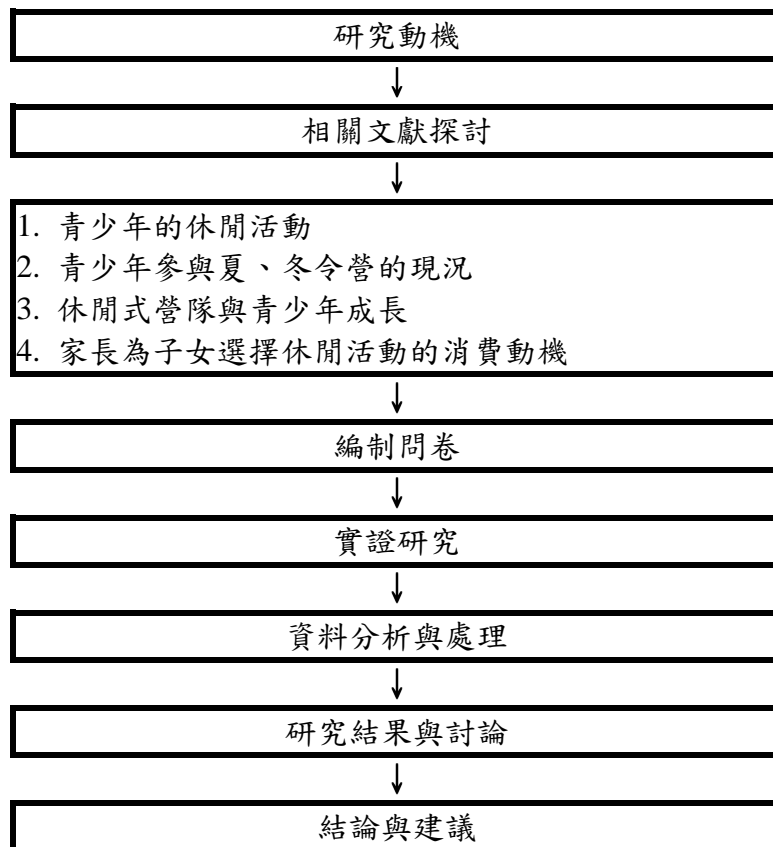 研究動機
↓
相關文獻探討
↓
1. 青少年的休閒活動
2. 青少年參與夏、冬令營的現況
3. 休閒式營隊與青少年成長
4. 家長為子女選擇休閒活動的消費動機
↓
編制問卷
↓
實證研究
↓
資料分析與處理
↓
研究結果與討論
↓
結論與建議